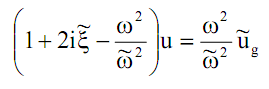 (1 + 2iξ̃ − ω²/ω̃²)u = ω²/ω̃² ũ_g